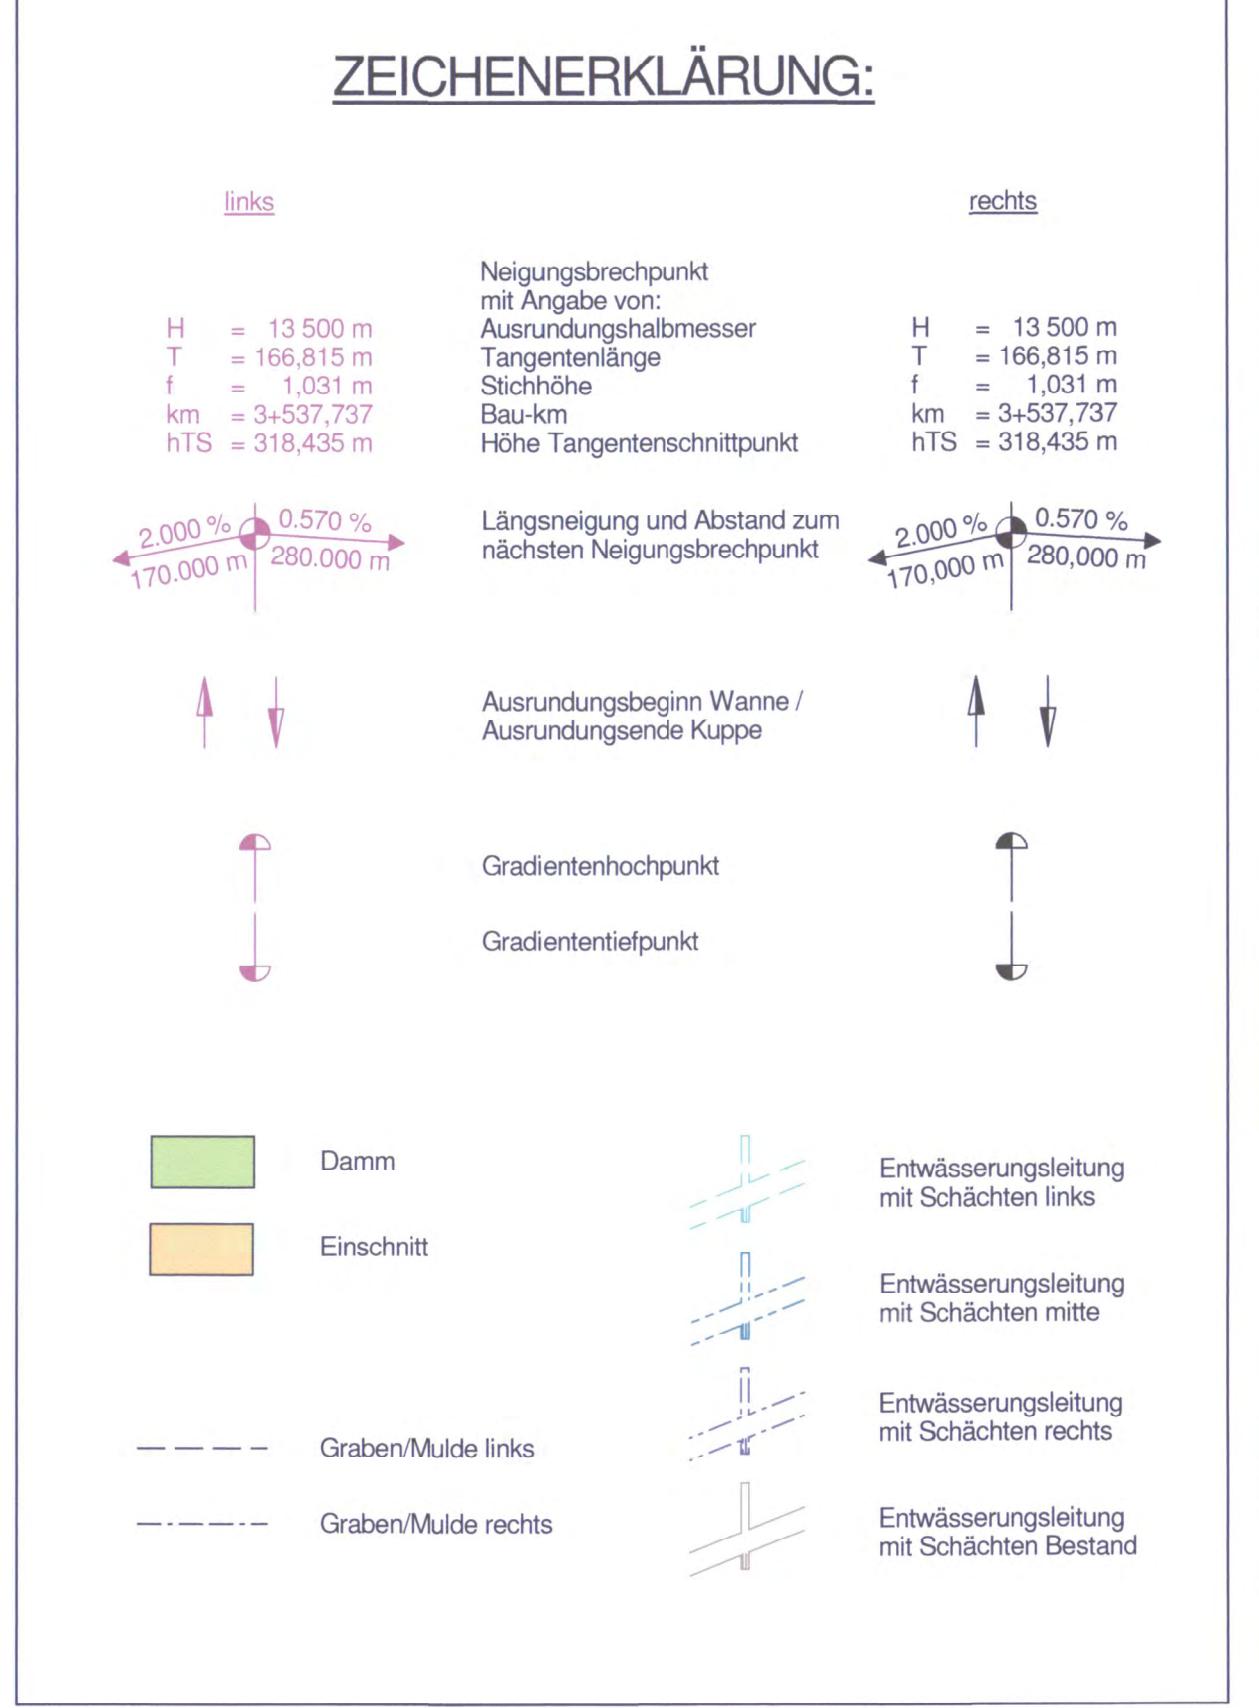 ZEICHENERKLÄRUNG:
links
rechts
Neigungsbrechpunkt
mit Angabe von:
H = 13 500 m Ausrundungshalbmesser H = 13 500 m
T = 166,815 m Tangentenlänge T = 166,815 m
f = 1,031 m Stichhöhe f = 1,031 m
km = 3+537,737 Bau-km km = 3+537,737
hTS = 318,435 m Höhe Tangentenschnittpunkt hTS = 318,435 m
2.000 % 0.570 % Längsneigung und Abstand zum 2.000 % 0.570 %
170.000 m 280.000 m nächsten Neigungsbrechpunkt 170,000 m 280,000 m
Ausrundungsbeginn Wanne /
Ausrundungsende Kuppe
Gradientenhochpunkt
Gradiententiefpunkt
Damm
Einschnitt
Graben/Mulde links
Graben/Mulde rechts
Entwässerungsleitung
mit Schächten links
Entwässerungsleitung
mit Schächten mitte
Entwässerungsleitung
mit Schächten rechts
Entwässerungsleitung
mit Schächten Bestand